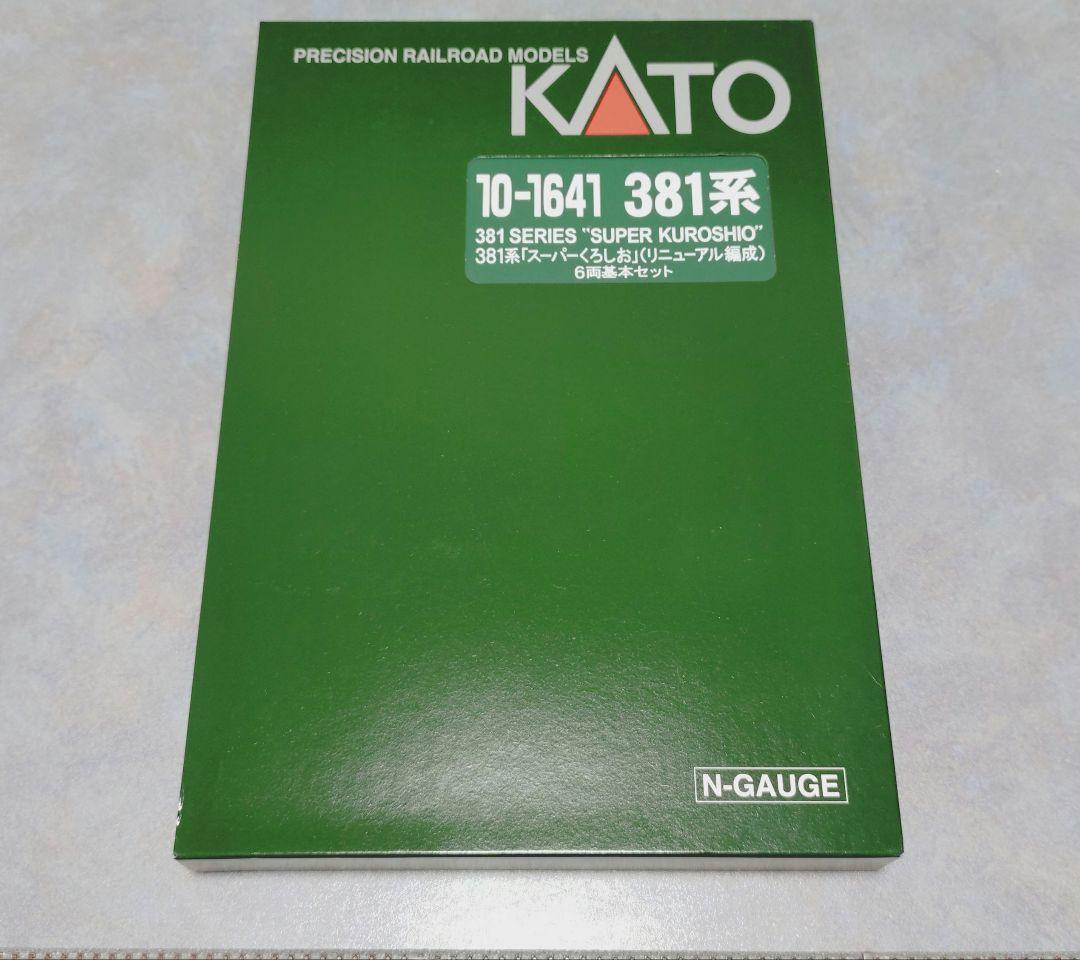 PRECISION RAILROAD MODELS
KATO
10-1641 381系
381 SERIES "SUPER KUROSHIO"
381系「スーパーくろしお」(リニューアル編成)
6両基本セット
N-GAUGE